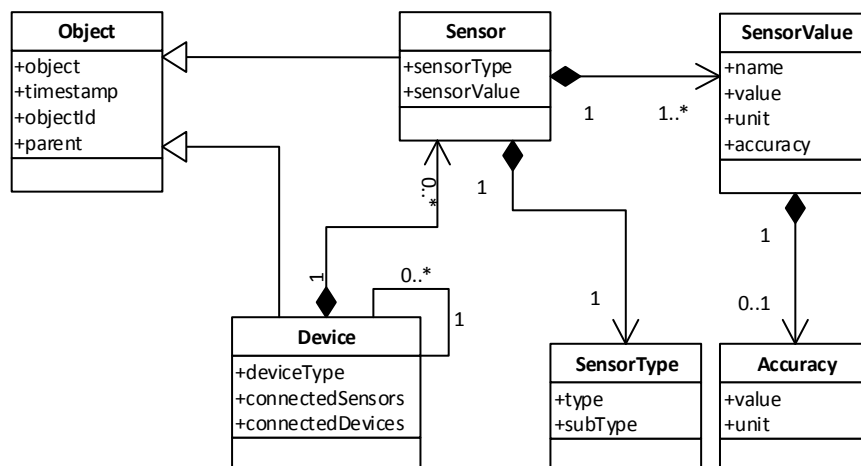 Object
+object
+timestamp
+objectId
+parent
Sensor
+sensorType
+sensorValue
SensorValue
+name
+value
+unit
+accuracy
1
1..*
0..*
1
1
1
0..1
1
0..*
1
1
Device
+deviceType
+connectedSensors
+connectedDevices
SensorType
+type
+subType
Accuracy
+value
+unit